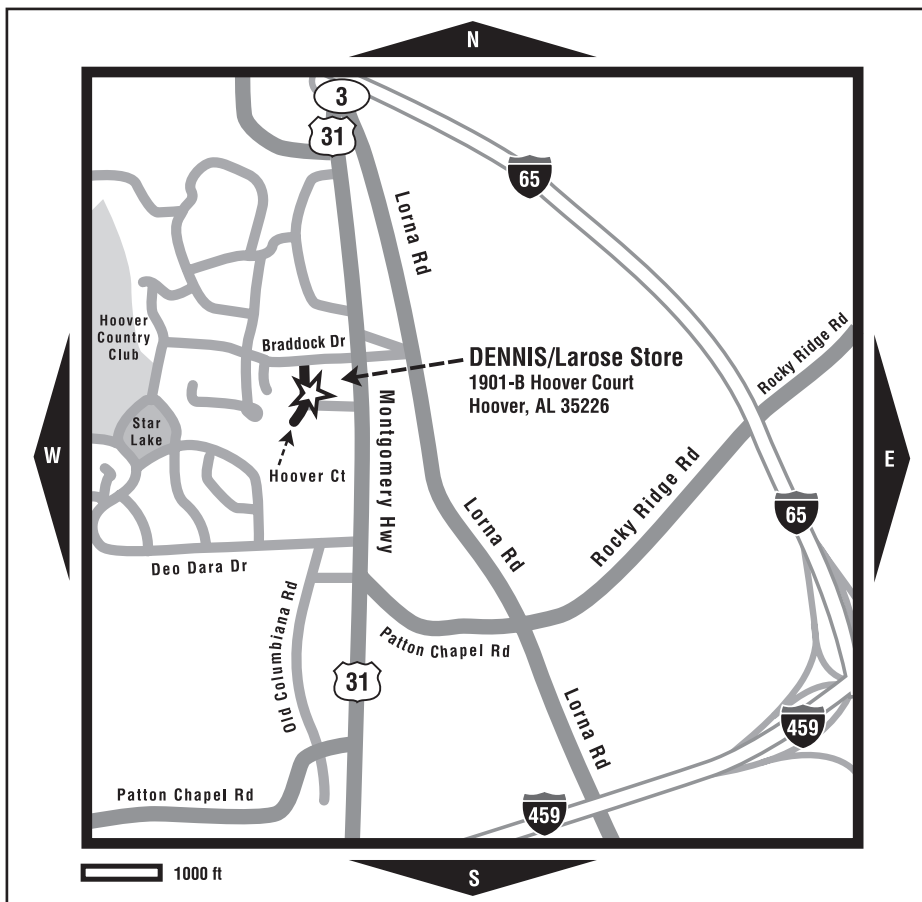 N
3
31
65
Lorna Rd
Hoover
Country
Club
Braddock Dr
DENNIS/Larose Store
1901-B Hoover Court
Hoover, AL 35226
Rocky Ridge Rd
Star
Lake
Montgomery Hwy
W
E
Hoover Ct
Lorna Rd
Rocky Ridge Rd
65
Deo Dara Dr
Old Columbiana Rd
Patton Chapel Rd
31
Lorna Rd
459
Patton Chapel Rd
459
1000 ft
S